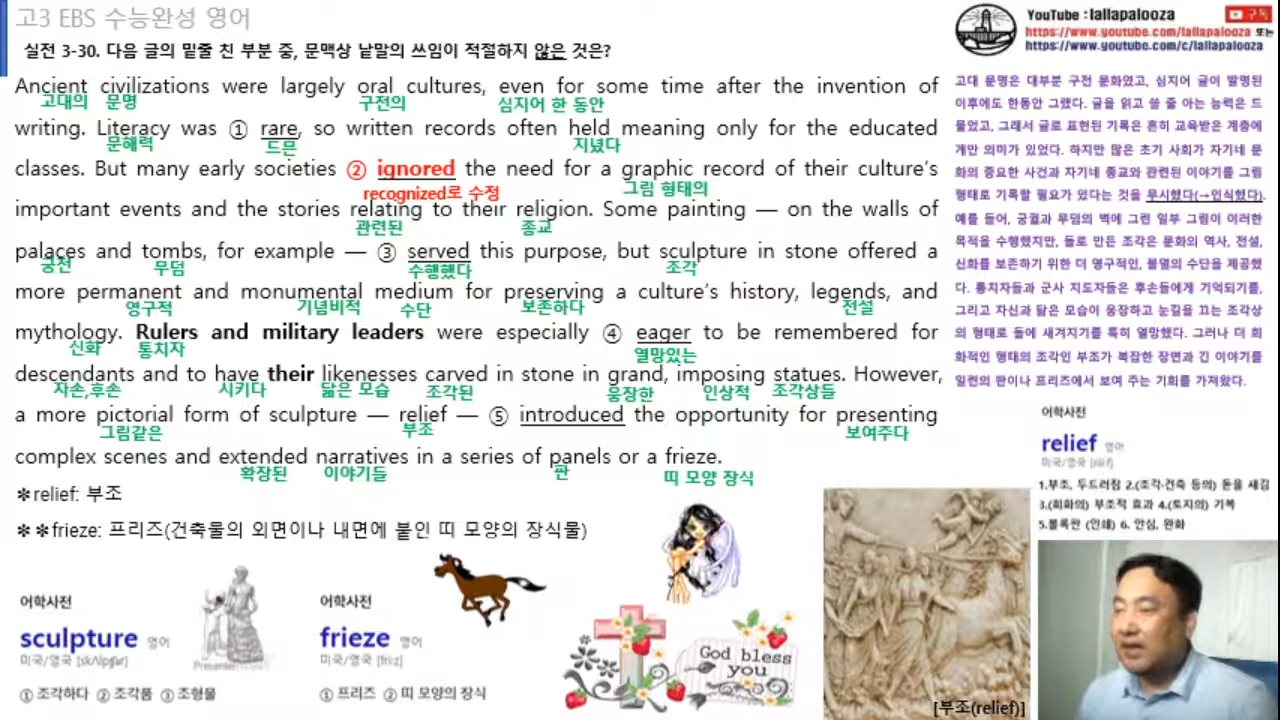 고3 EBS 수능완성 영어
실전 3-30. 다음 글의 밑줄 친 부분 중, 문맥상 낱말의 쓰임이 적절하지 않은 것은?
Ancient civilizations were largely oral cultures, even for some time after the invention of
고대의 문명 구전의 심지어 한 동안
writing. Literacy was ① rare, so written records often held meaning only for the educated
문해력 드믄 지녔다
classes. But many early societies ② ignored the need for a graphic record of their culture's
recognized로 수정 그림 형태의
important events and the stories relating to their religion. Some painting — on the walls of
관련된 종교
palaces and tombs, for example — ③ served this purpose, but sculpture in stone offered a
궁전 무덤 수행했다 조각
more permanent and monumental medium for preserving a culture's history, legends, and
영구적 기념비적 수단 보존하다 전설
mythology. Rulers and military leaders were especially ④ eager to be remembered for
신화 통치자 열망있는
descendants and to have their likenesses carved in stone in grand, imposing statues. However,
자손,후손 시키다 닮은 모습 조각된 웅장한 인상적 조각상들
a more pictorial form of sculpture — relief — ⑤ introduced the opportunity for presenting
그림같은 부조 보여주다
complex scenes and extended narratives in a series of panels or a frieze.
확장된 이야기들 판 띠 모양 장식
＊relief: 부조
＊＊frieze: 프리즈(건축물의 외면이나 내면에 붙인 띠 모양의 장식물)
어학사전
sculpture 영어
미국/영국 [skʌlptʃə(r)]
① 조각하다 ② 조각품 ③ 조형물
어학사전
frieze 영어
미국/영국 [fri:z]
① 프리즈 ② 띠 모양의 장식
God bless
you
[부조(relief)]
YouTube : lallapalooza
구독
https://www.youtube.com/lallapalooza 또는
https://www.youtube.com/c/lallapalooza
고대 문명은 대부분 구전 문화였고, 심지어 글이 발명된
이후에도 한동안 그랬다. 글을 읽고 쓸 줄 아는 능력은 드
물었고, 그래서 글로 표현된 기록은 흔히 교육받은 계층에
게만 의미가 있었다. 하지만 많은 초기 사회가 자기네 문
화의 중요한 사건과 자기네 종교와 관련된 이야기를 그림
형태로 기록할 필요가 있다는 것을 무시했다(→인식했다).
예를 들어, 궁궐과 무덤의 벽에 그린 일부 그림이 이러한
목적을 수행했지만, 돌로 만든 조각은 문화의 역사, 전설,
신화를 보존하기 위한 더 영구적인, 불멸의 수단을 제공했
다. 통치자들과 군사 지도자들은 후손들에게 기억되기를,
그리고 자신과 닮은 모습이 웅장하고 눈길을 끄는 조각상
의 형태로 돌에 새겨지기를 특히 열망했다. 그러나 더 회
화적인 형태의 조각인 부조가 복잡한 장면과 긴 이야기를
일련의 판이나 프리즈에서 보여 주는 기회를 가져왔다.
어학사전
relief 영어
미국/영국 [rɪli:f]
1.부조, 두드러짐 2.(조각·건축 등의) 돋을 새김
3.(회화의) 부조적 효과 4.(토지의) 기복
5.볼록판 (인쇄) 6. 안심, 완화